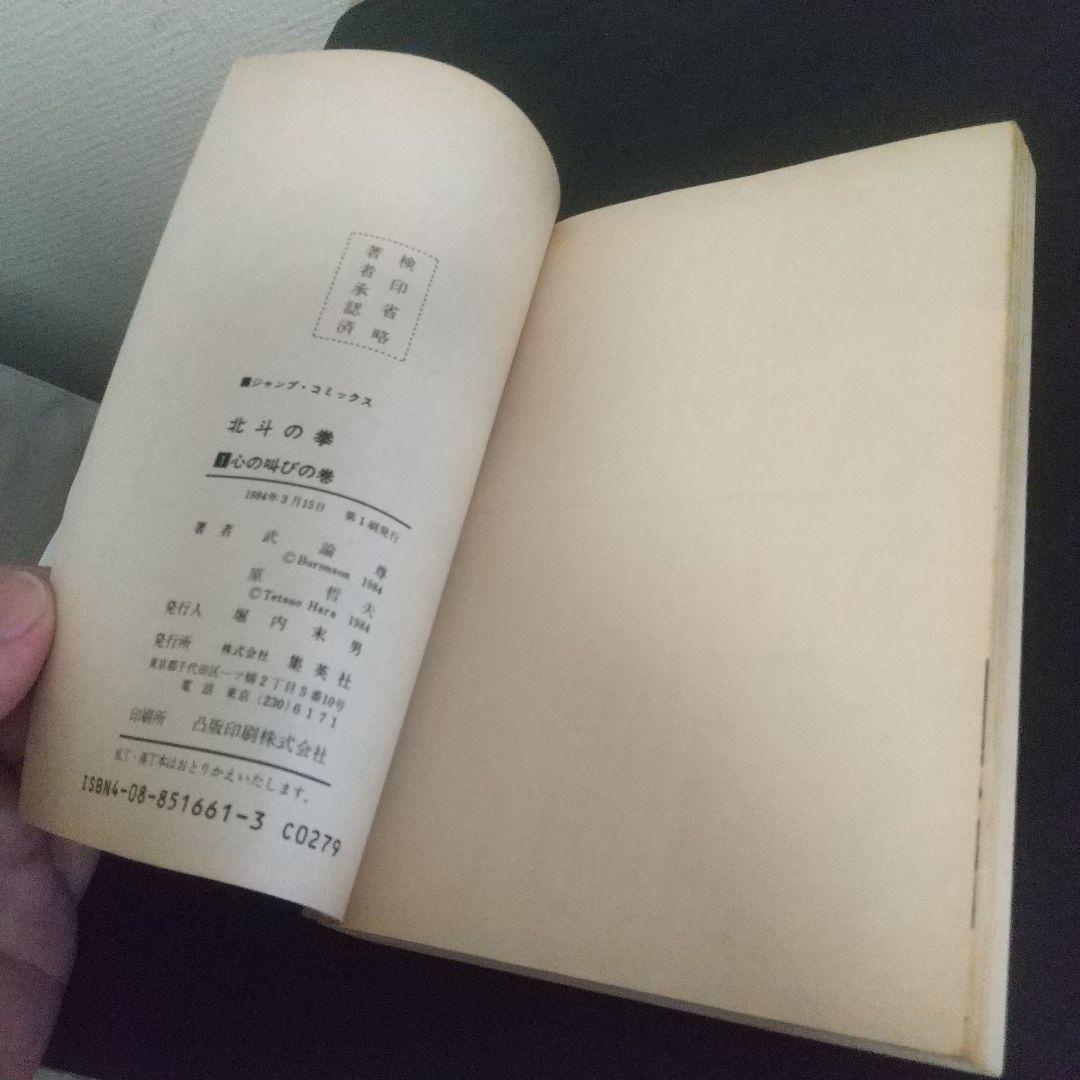 検印省略
著者承認済
■ジャンプ・コミックス
北斗の拳
1心の叫びの巻
1984年3月15日 第1刷発行
著者 武論尊
©Buronson 1984
原哲夫
©Tetsuo Hara 1984
発行人 堀内末男
発行所 株式会社 集英社
東京都千代田区一ツ橋2丁目5番10号
電話 東京(230)6171
印刷所 凸版印刷株式会社
乱丁・落丁本はおとりかえいたします。
ISBN4-08-851661-3 C0279